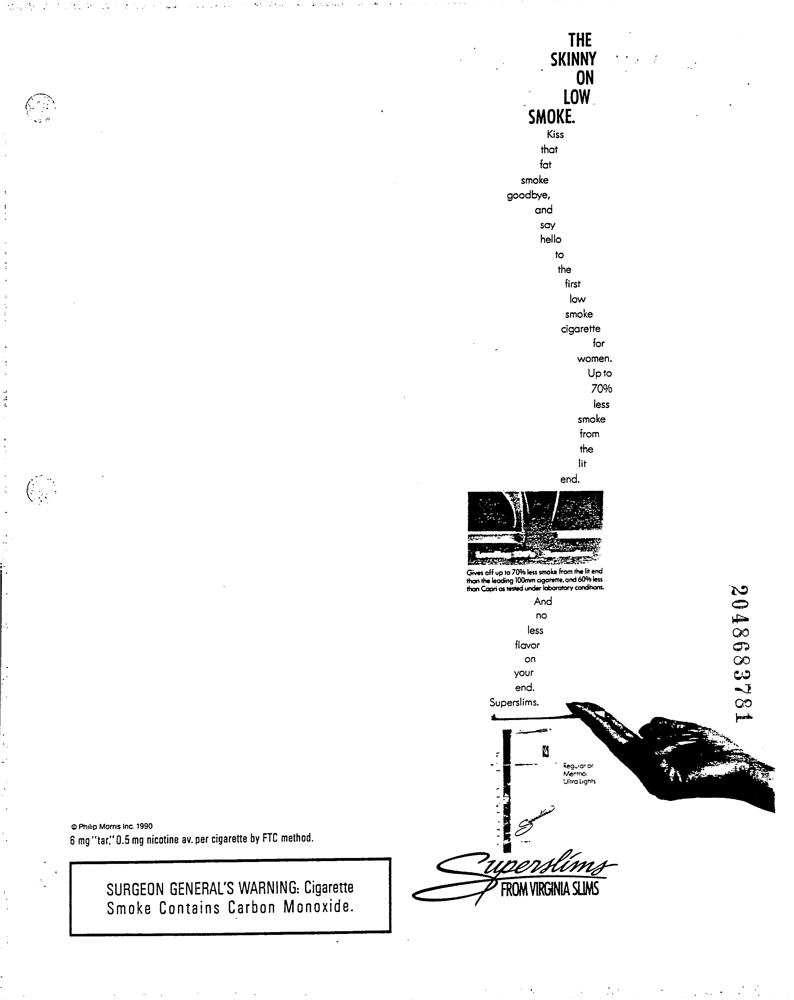 THE
SKINNY
ON
LOW
SMOKE.
Kiss
that
fat
smoke
goodbye,
and
say
hello
to
the
first
low
smoke
cigarette
for
women.
Up to
70%
less
smoke
from
the
lit
end.
Gives off up to 70% less smoke from the lit end
than the leading 100mm cigarette, and 60% less
than Capri as tested under laboratory conditions.
And
no
less
flavor
on
your
end.
Superslims.
Regular or
Menthol
Ultra Lights
Superslims
FROM VIRGINIA SLIMS
© Philip Morris Inc. 1990
6 mg "tar," 0.5 mg nicotine av. per cigarette by FTC method.
SURGEON GENERAL'S WARNING: Cigarette
Smoke Contains Carbon Monoxide.
2048683781